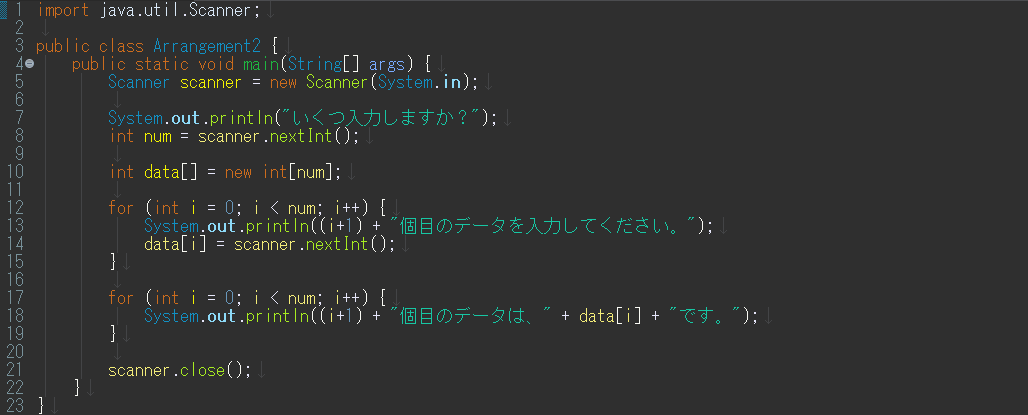 1 import java.util.Scanner;
2
3 public class Arrangement2 {
4 public static void main(String[] args) {
5 Scanner scanner = new Scanner(System.in);
6
7 System.out.println("いくつ入力しますか？");
8 int num = scanner.nextInt();
9
10 int data[] = new int[num];
11
12 for (int i = 0; i < num; i++) {
13 System.out.println((i+1) + "個目のデータを入力してください。");
14 data[i] = scanner.nextInt();
15 }
16
17 for (int i = 0; i < num; i++) {
18 System.out.println((i+1) + "個目のデータは、" + data[i] + "です。");
19 }
20
21 scanner.close();
22 }
23 }